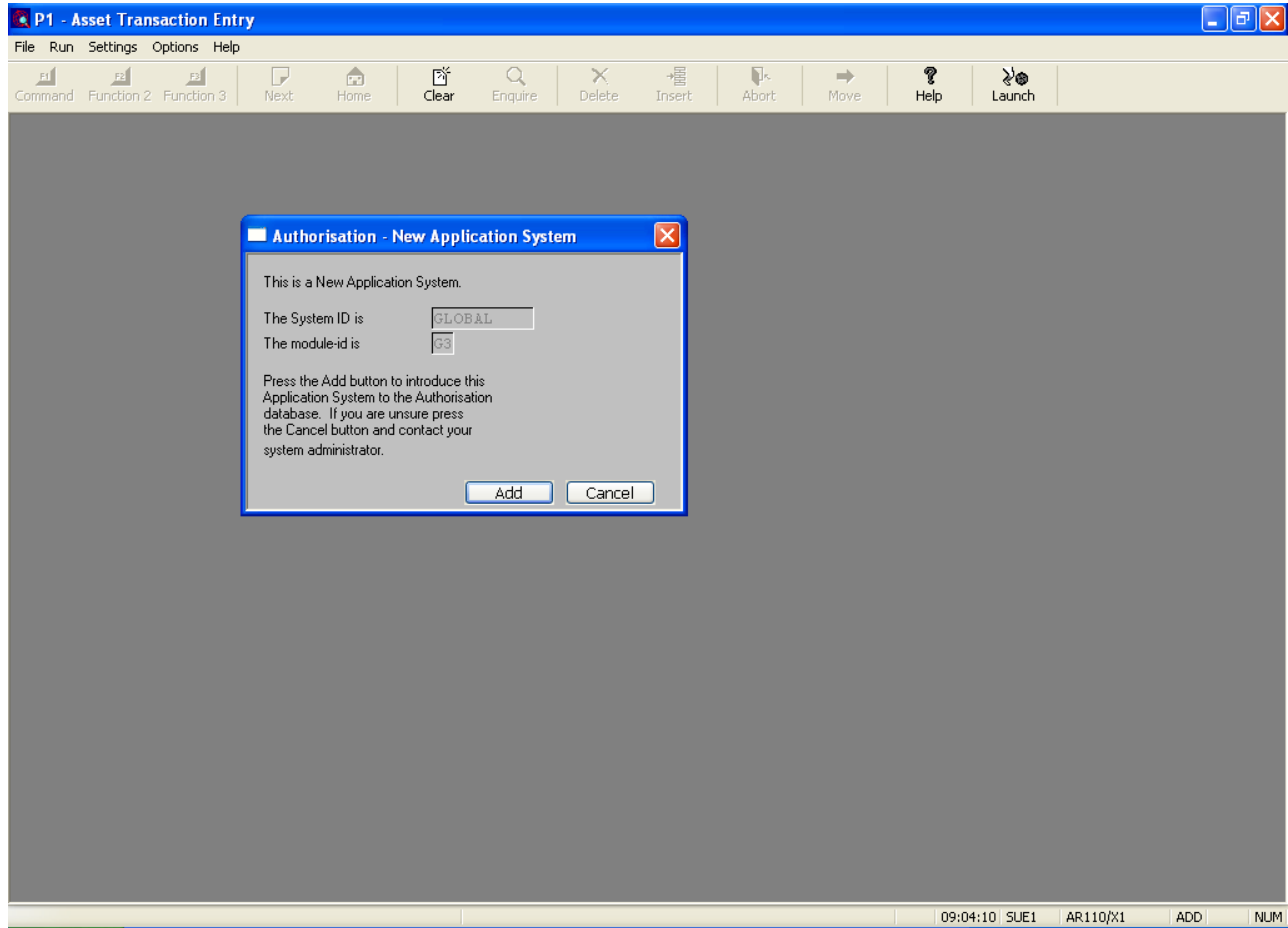 P1 - Asset Transaction Entry
File Run Settings Options Help
F1 F2 F3
Command Function 2 Function 3 Next Home Clear Enquire Delete Insert Abort Move Help Launch
Authorisation - New Application System
This is a New Application System.
The System ID is GLOBAL
The module-id is G3
Press the Add button to introduce this
Application System to the Authorisation
database. If you are unsure press
the Cancel button and contact your
system administrator.
Add Cancel
09:04:10 SUE1 AR110/X1 ADD NUM